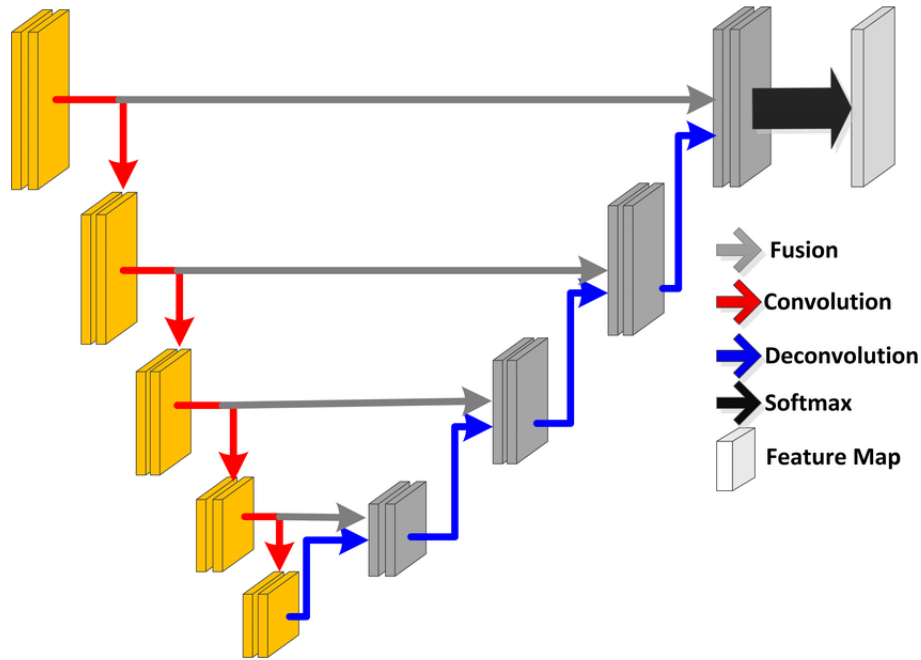 Fusion
Convolution
Deconvolution
Softmax
Feature Map